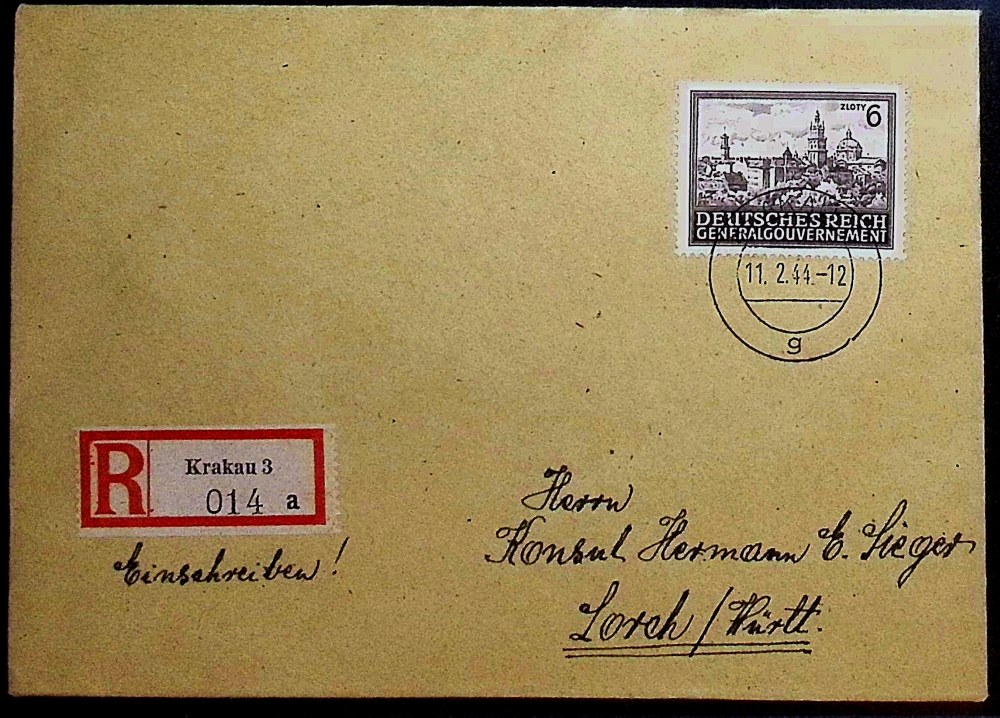 ZLOTY 6
DEUTSCHES REICH
GENERALGOUVERNEMENT
11. 2.44.-12
g
R
Krakau 3
014 a
Einschreiben!
Herrn
Konsul Hermann E. Sieger
Lorch / Württ.